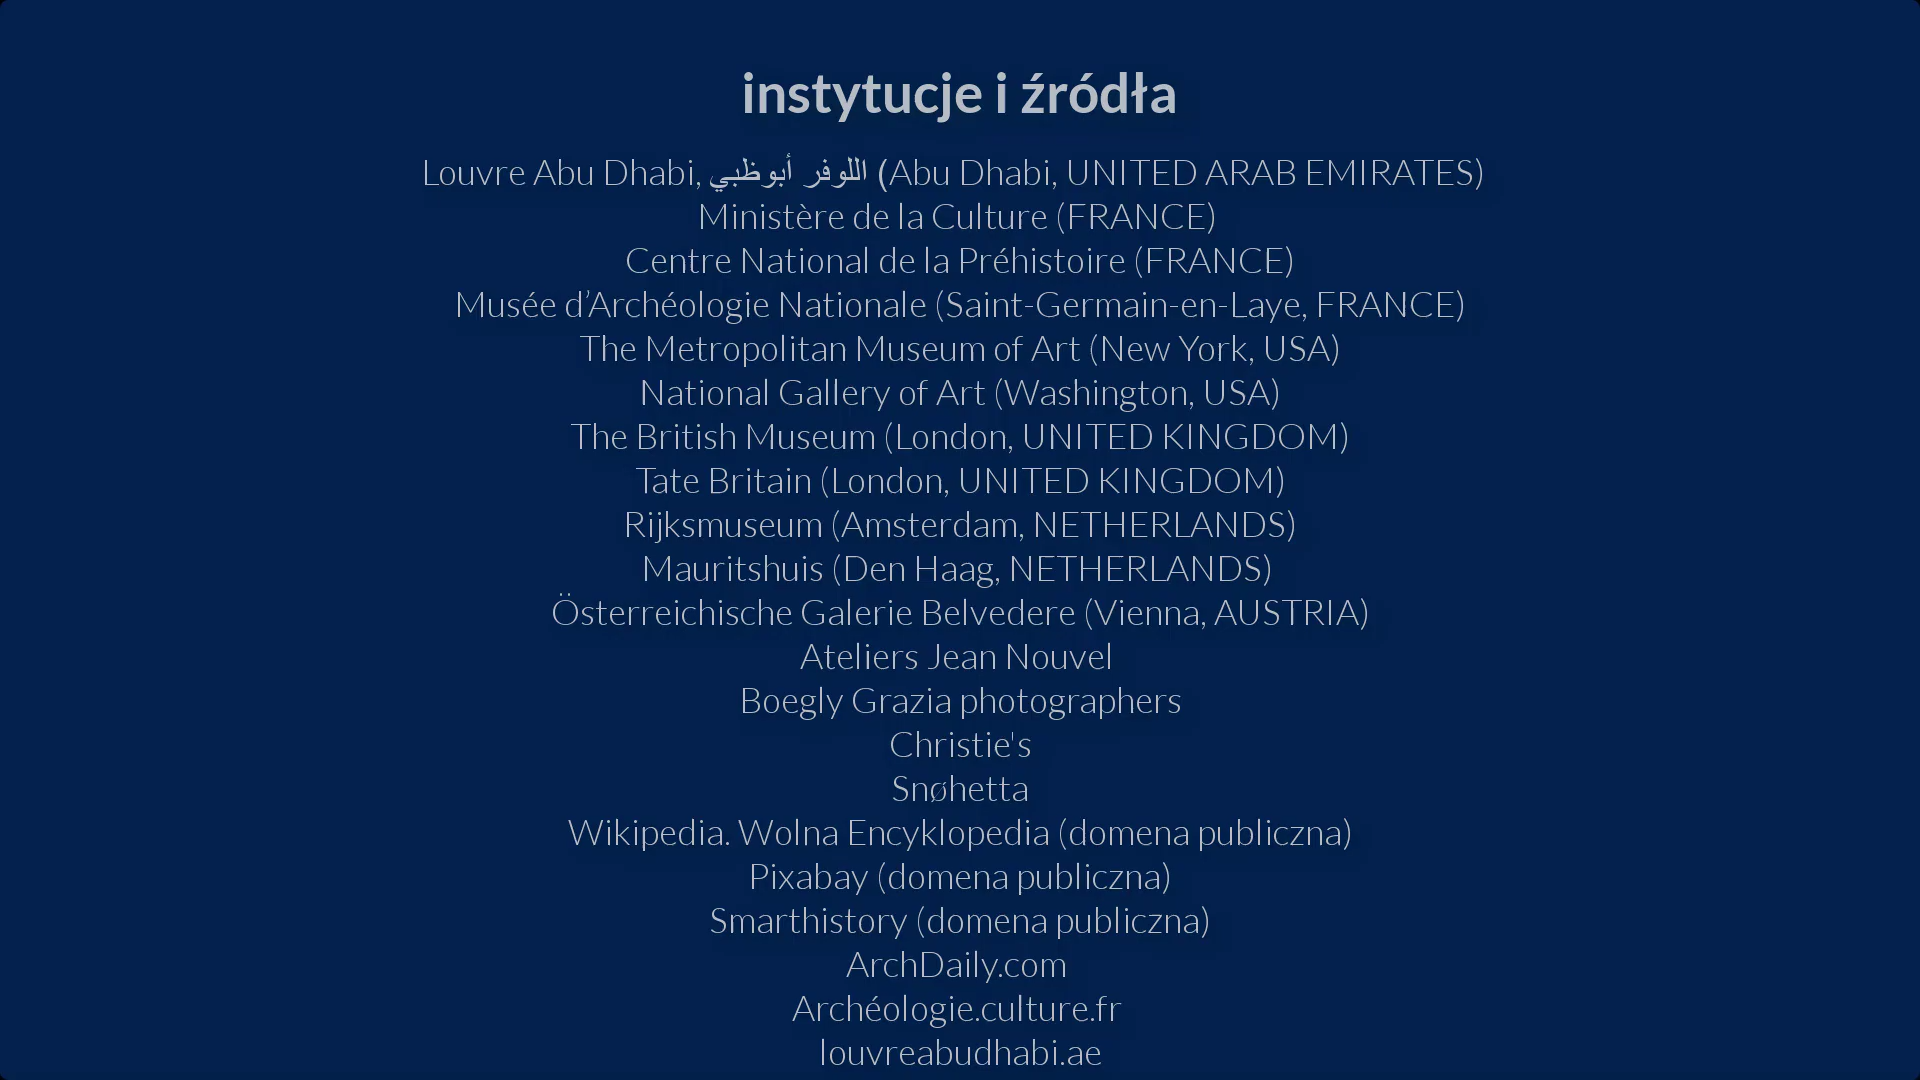 instytucje i źródła
Louvre Abu Dhabi, اللوفر أبوظبي (Abu Dhabi, UNITED ARAB EMIRATES)
Ministère de la Culture (FRANCE)
Centre National de la Préhistoire (FRANCE)
Musée d’Archéologie Nationale (Saint-Germain-en-Laye, FRANCE)
The Metropolitan Museum of Art (New York, USA)
National Gallery of Art (Washington, USA)
The British Museum (London, UNITED KINGDOM)
Tate Britain (London, UNITED KINGDOM)
Rijksmuseum (Amsterdam, NETHERLANDS)
Mauritshuis (Den Haag, NETHERLANDS)
Österreichische Galerie Belvedere (Vienna, AUSTRIA)
Ateliers Jean Nouvel
Boegly Grazia photographers
Christie's
Snøhetta
Wikipedia. Wolna Encyklopedia (domena publiczna)
Pixabay (domena publiczna)
Smarthistory (domena publiczna)
ArchDaily.com
Archéologie.culture.fr
louvreabudhabi.ae